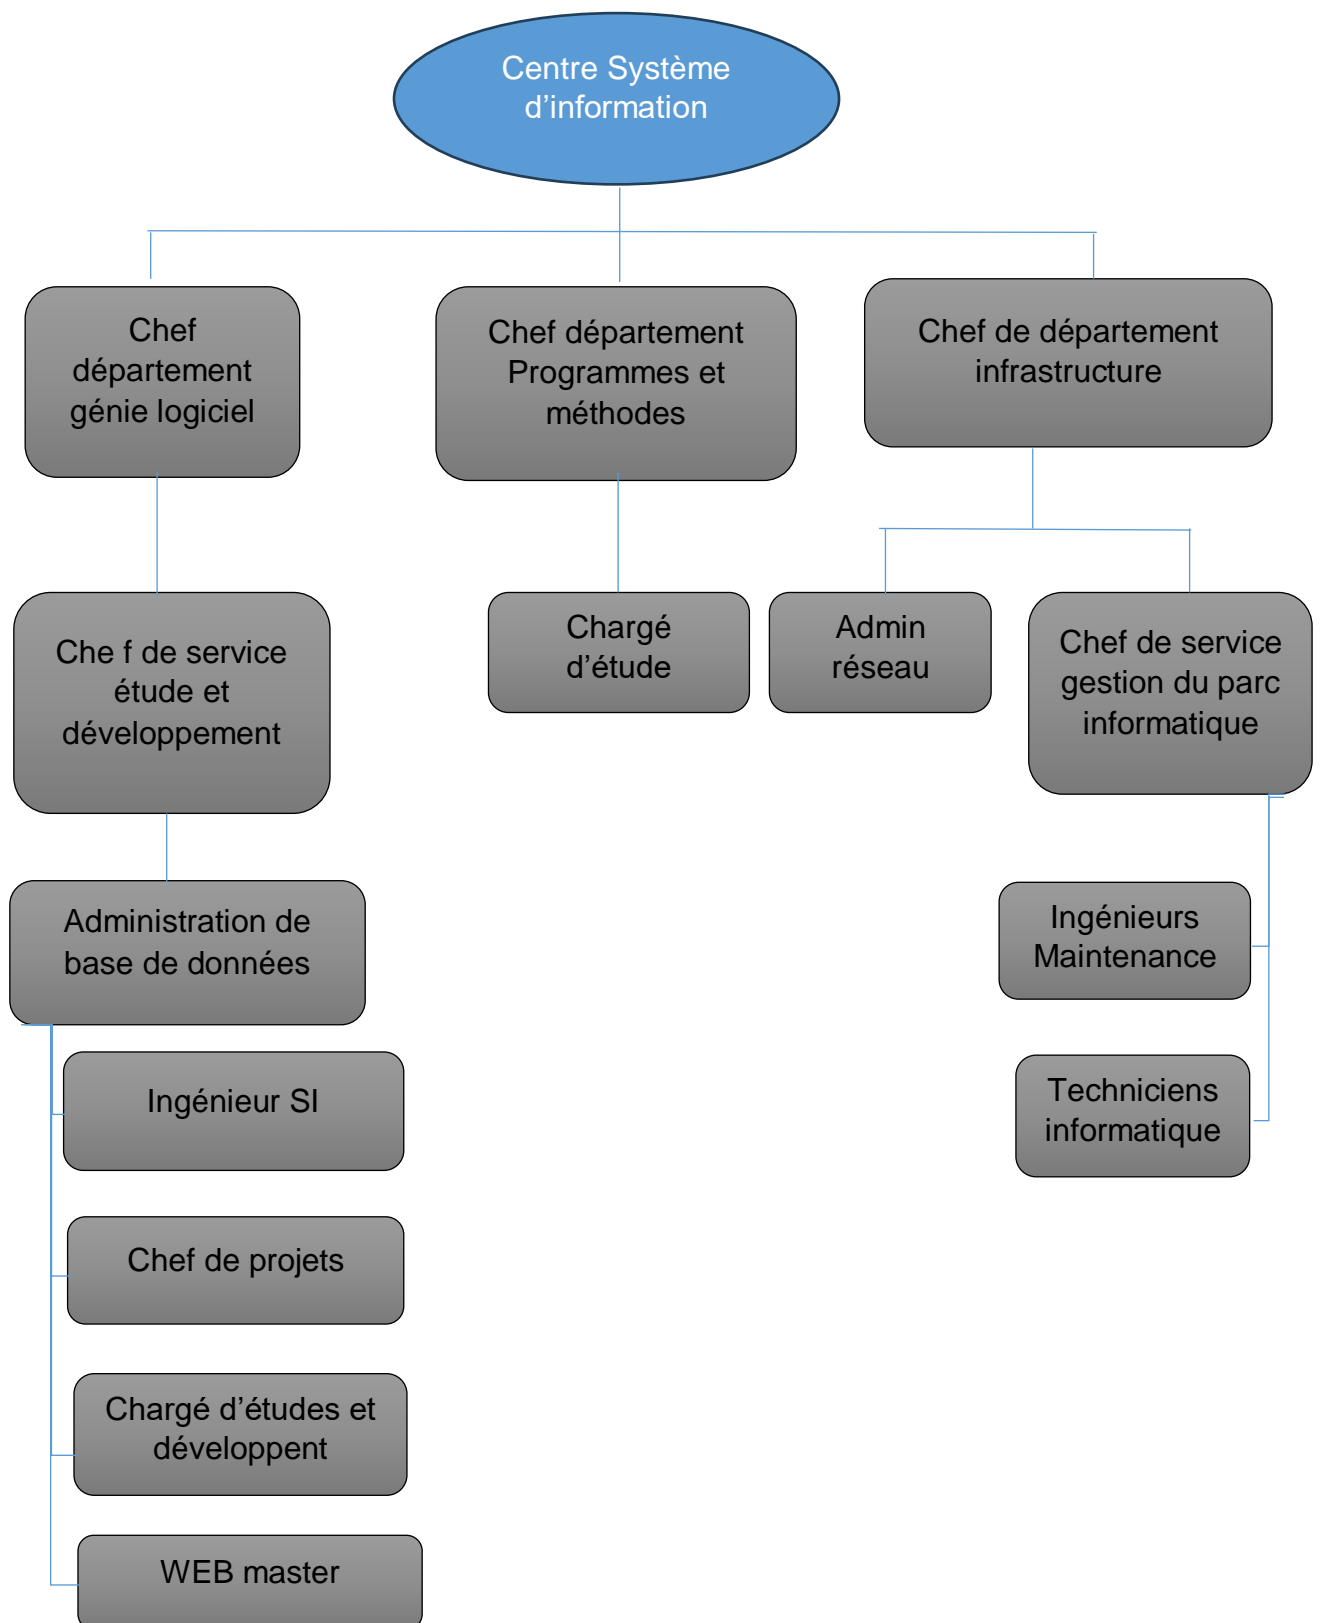 Centre Système
d’information
Chef
département
génie logiciel
Chef département
Programmes et
méthodes
Chef de département
infrastructure
Che f de service
étude et
développement
Chargé
d’étude
Admin
réseau
Chef de service
gestion du parc
informatique
Administration de
base de données
Ingénieurs
Maintenance
Ingénieur SI
Techniciens
informatique
Chef de projets
Chargé d’études et
développent
WEB master